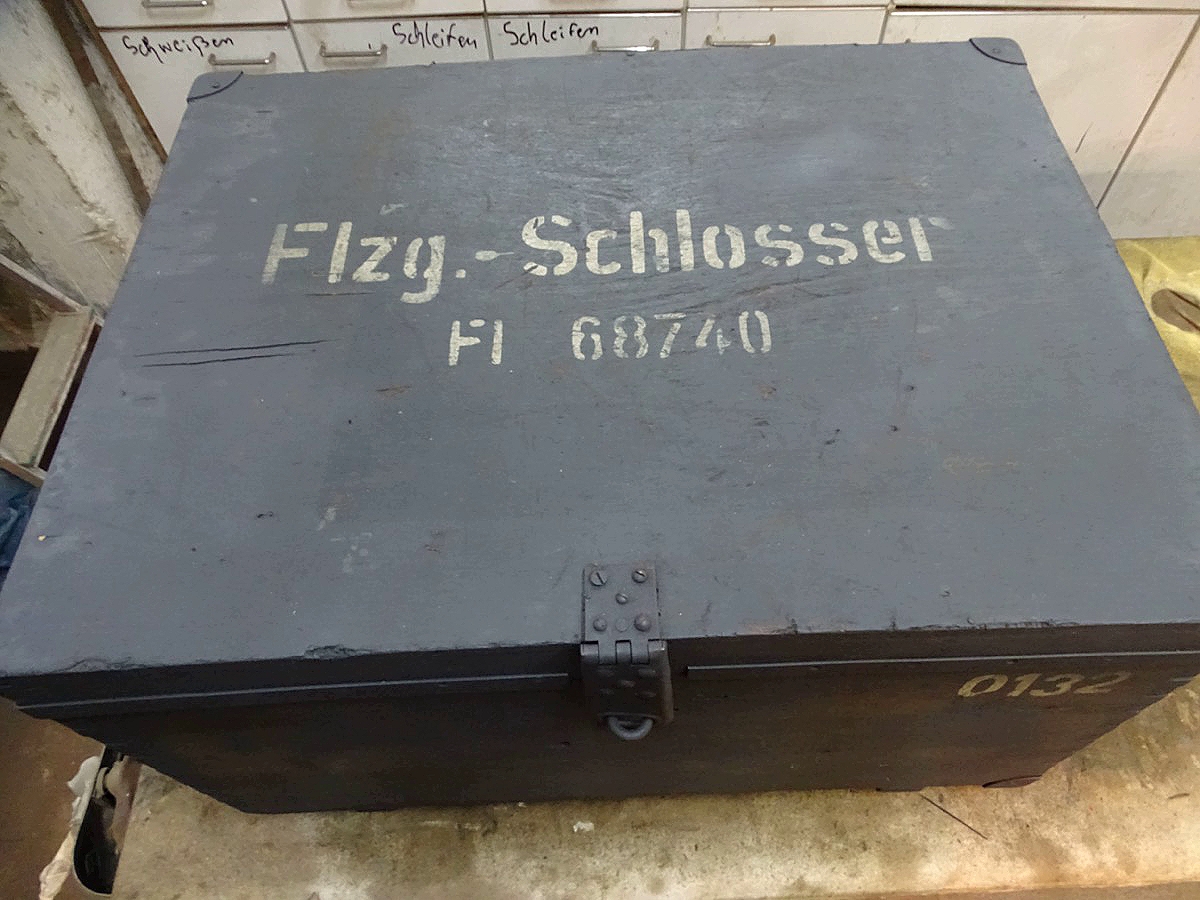 Schweißen
Schleifen
Schleifen
Flzg.-Schlosser
Fl 68740
0132